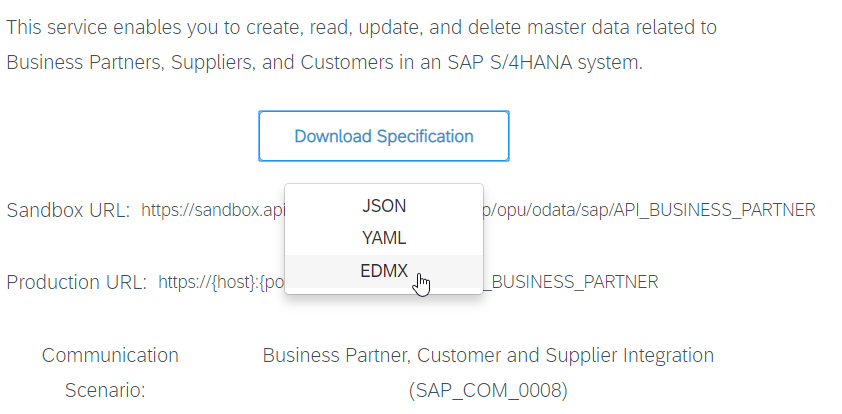 This service enables you to create, read, update, and delete master data related to
Business Partners, Suppliers, and Customers in an SAP S/4HANA system.
Download Specification
Sandbox URL: https://sandbox.api p/opu/odata/sap/API_BUSINESS_PARTNER
JSON
YAML
EDMX
Production URL: https://{host}:{po _BUSINESS_PARTNER
Communication Business Partner, Customer and Supplier Integration
Scenario: (SAP_COM_0008)